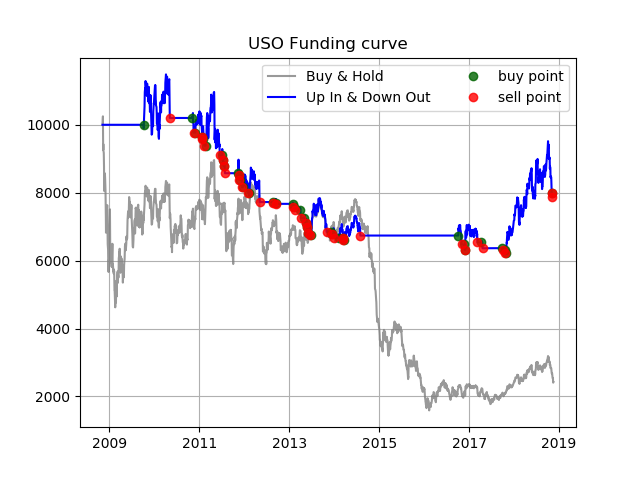 USO Funding curve
Buy & Hold
Up In & Down Out
buy point
sell point
10000
8000
6000
4000
2000
2009 2011 2013 2015 2017 2019